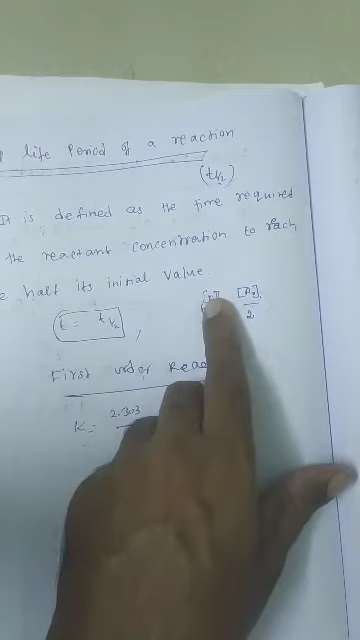 life Period of a reaction
(t½)
It is defined as the time required
the reactant concentration to reach
half its initial value.
t = t½ , [A₀]/2
First order Reac
K = 2.303